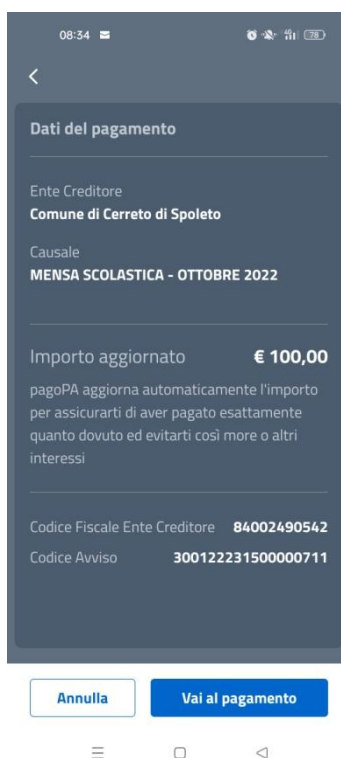 08:34 78
Dati del pagamento
Ente Creditore
Comune di Cerreto di Spoleto
Causale
MENSA SCOLASTICA - OTTOBRE 2022
Importo aggiornato € 100,00
pagoPA aggiorna automaticamente l'importo
per assicurarti di aver pagato esattamente
quanto dovuto ed evitarti così more o altri
interessi
Codice Fiscale Ente Creditore 84002490542
Codice Avviso 300122231500000711
Annulla Vai al pagamento